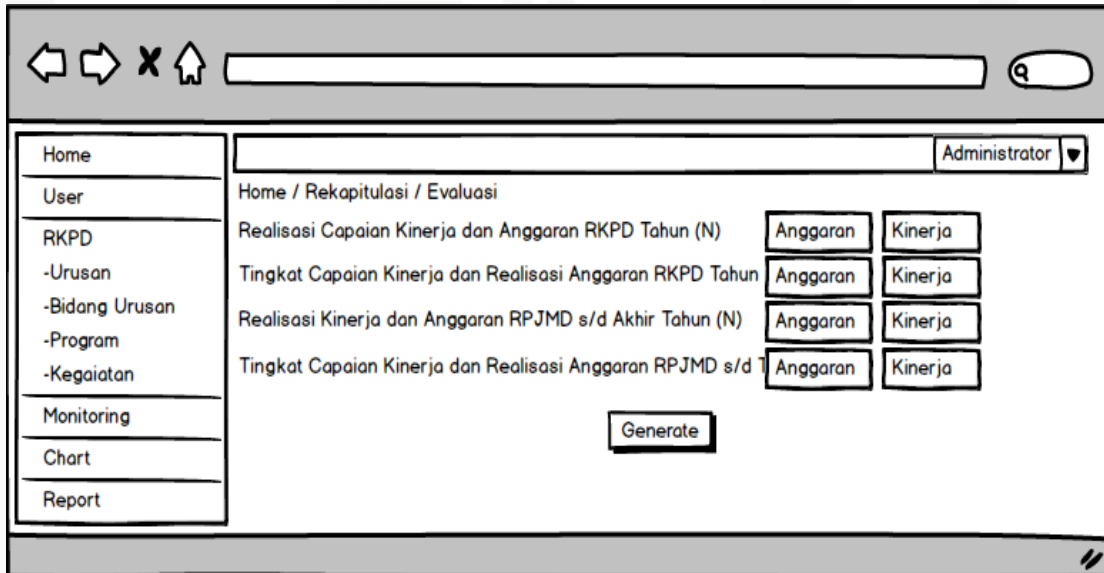 Home
User
RKPD
-Urusan
-Bidang Urusan
-Program
-Kegaiatan
Monitoring
Chart
Report
Administrator
Home / Rekapitulasi / Evaluasi
Realisasi Capaian Kinerja dan Anggaran RKPD Tahun (N) Anggaran Kinerja
Tingkat Capaian Kinerja dan Realisasi Anggaran RKPD Tahun Anggaran Kinerja
Realisasi Kinerja dan Anggaran RPJMD s/d Akhir Tahun (N) Anggaran Kinerja
Tingkat Capaian Kinerja dan Realisasi Anggaran RPJMD s/d Anggaran Kinerja
Generate